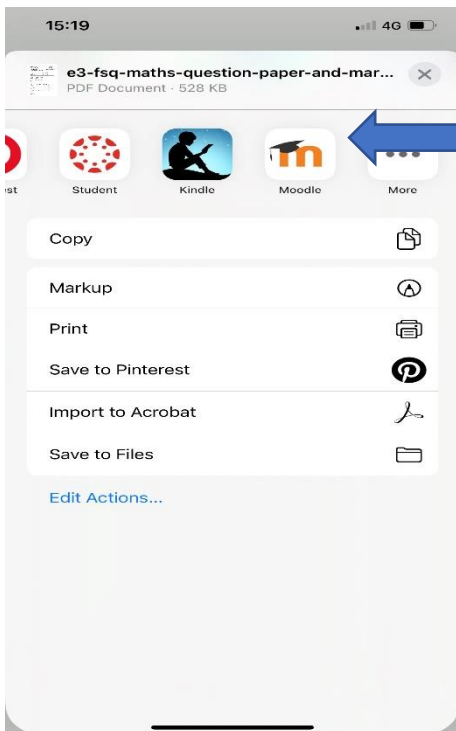 15:19
4G
e3-fsq-maths-question-paper-and-mar...
PDF Document · 528 KB
st
Student
Kindle
m
Moodle
More
Copy
Markup
Print
Save to Pinterest
Import to Acrobat
Save to Files
Edit Actions...